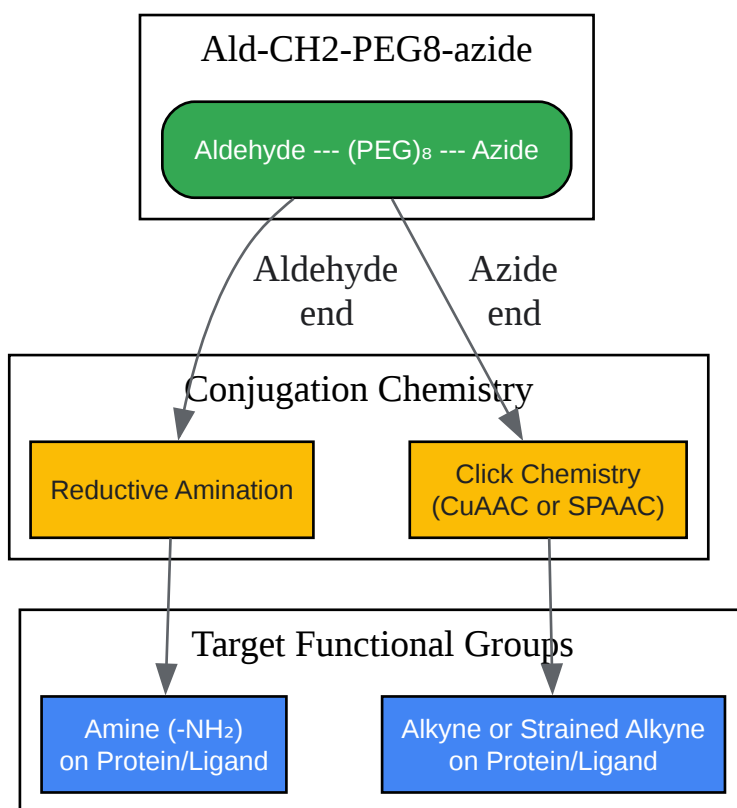 Ald-CH2-PEG8-azide
Aldehyde --- (PEG)₈ --- Azide
Aldehyde
end
Azide
end
Conjugation Chemistry
Reductive Amination
Click Chemistry
(CuAAC or SPAAC)
Target Functional Groups
Amine (-NH₂)
on Protein/Ligand
Alkyne or Strained Alkyne
on Protein/Ligand